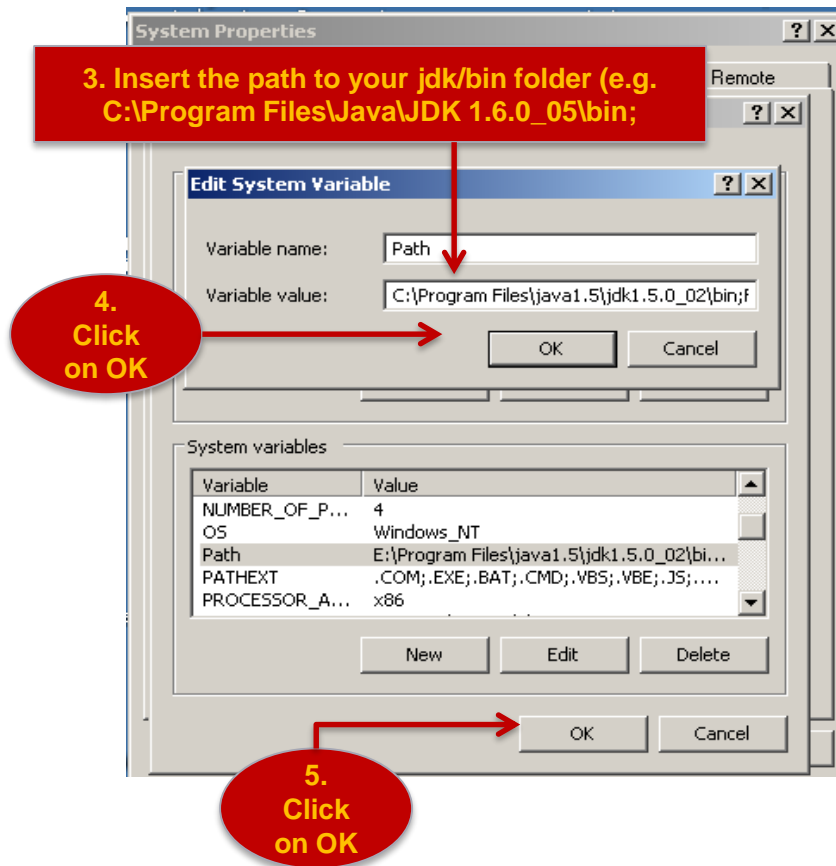 System Properties
3. Insert the path to your jdk/bin folder (e.g.
C:\Program Files\Java\JDK 1.6.0_05\bin;
Remote
Edit System Variable
Variable name:
Path
Variable value:
C:\Program Files\java1.5\jdk1.5.0_02\bin;
4.
Click
on OK
OK Cancel
System variables
Variable Value
NUMBER_OF_P... 4
OS Windows_NT
Path E:\Program Files\java1.5\jdk1.5.0_02\bi...
PATHEXT .COM;.EXE;.BAT;.CMD;.VBS;.VBE;.JS;....
PROCESSOR_A... x86
New Edit Delete
OK Cancel
5.
Click
on OK